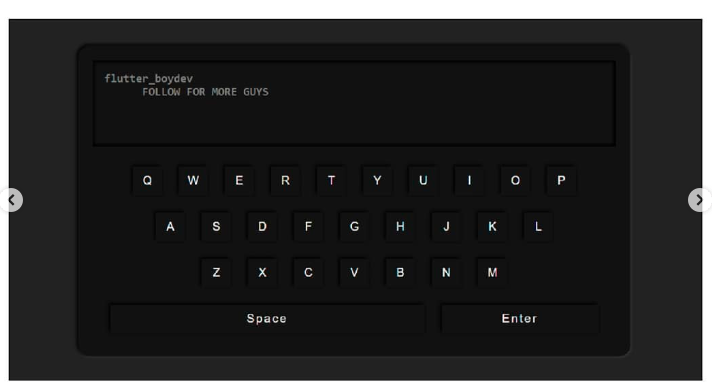 flutter_boydev
FOLLOW FOR MORE GUYS
Q W E R T Y U I O P
A S D F G H J K L
Z X C V B N M
Space Enter